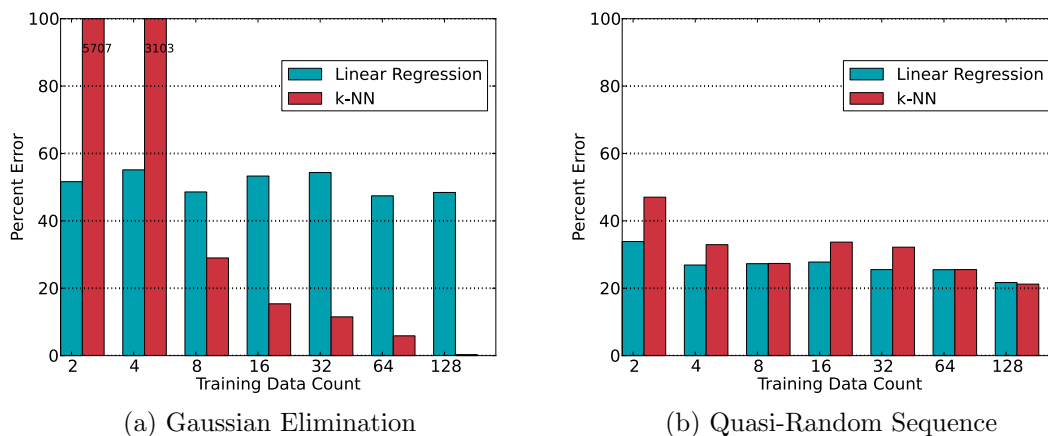 100
80
60
40
20
0
Percent Error
5707
3103
Linear Regression
k-NN
2 4 8 16 32 64 128
Training Data Count
(a) Gaussian Elimination
100
80
60
40
20
0
Percent Error
Linear Regression
k-NN
2 4 8 16 32 64 128
Training Data Count
(b) Quasi-Random Sequence